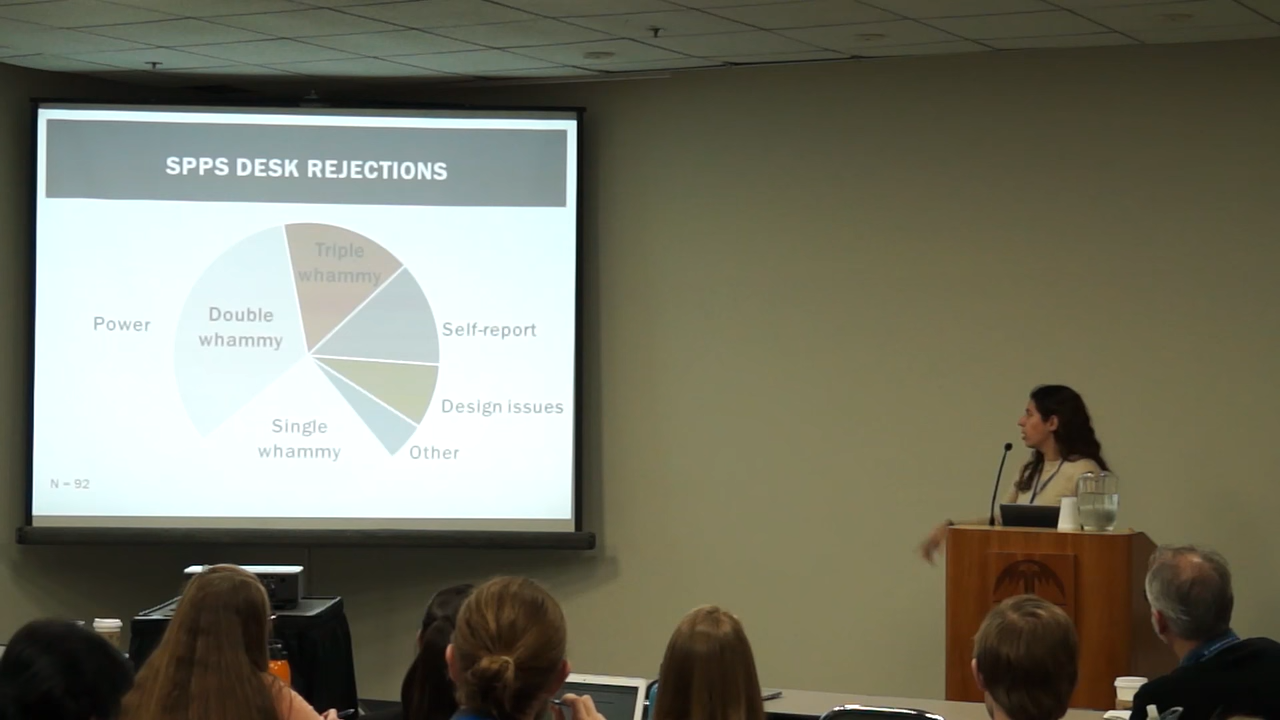 SPPS DESK REJECTIONS
Triple
whammy
Power
Double
whammy
Self-report
Design issues
Single
whammy
Other
N = 92